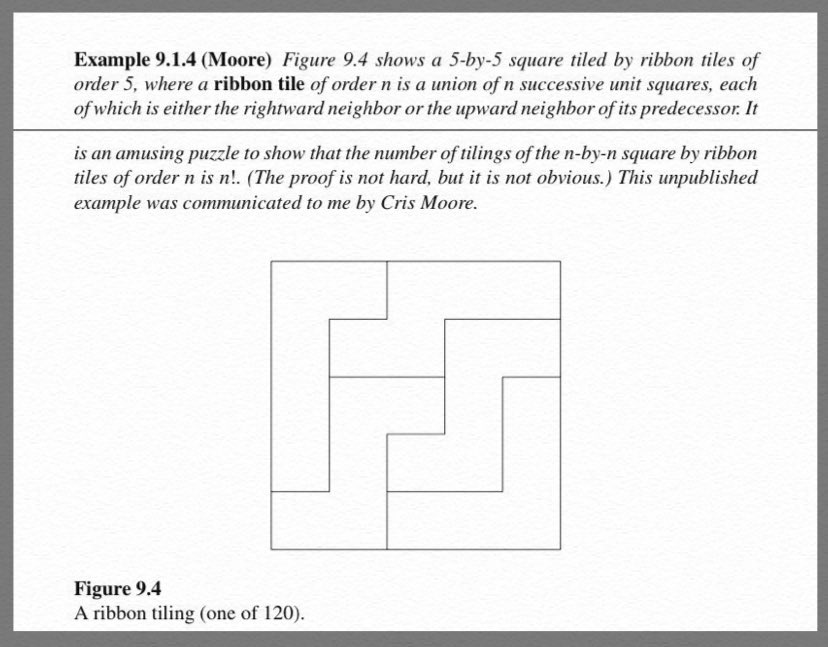 Example 9.1.4 (Moore) Figure 9.4 shows a 5-by-5 square tiled by ribbon tiles of
order 5, where a ribbon tile of order n is a union of n successive unit squares, each
of which is either the rightward neighbor or the upward neighbor of its predecessor. It
is an amusing puzzle to show that the number of tilings of the n-by-n square by ribbon
tiles of order n is n!. (The proof is not hard, but it is not obvious.) This unpublished
example was communicated to me by Cris Moore.
Figure 9.4
A ribbon tiling (one of 120).